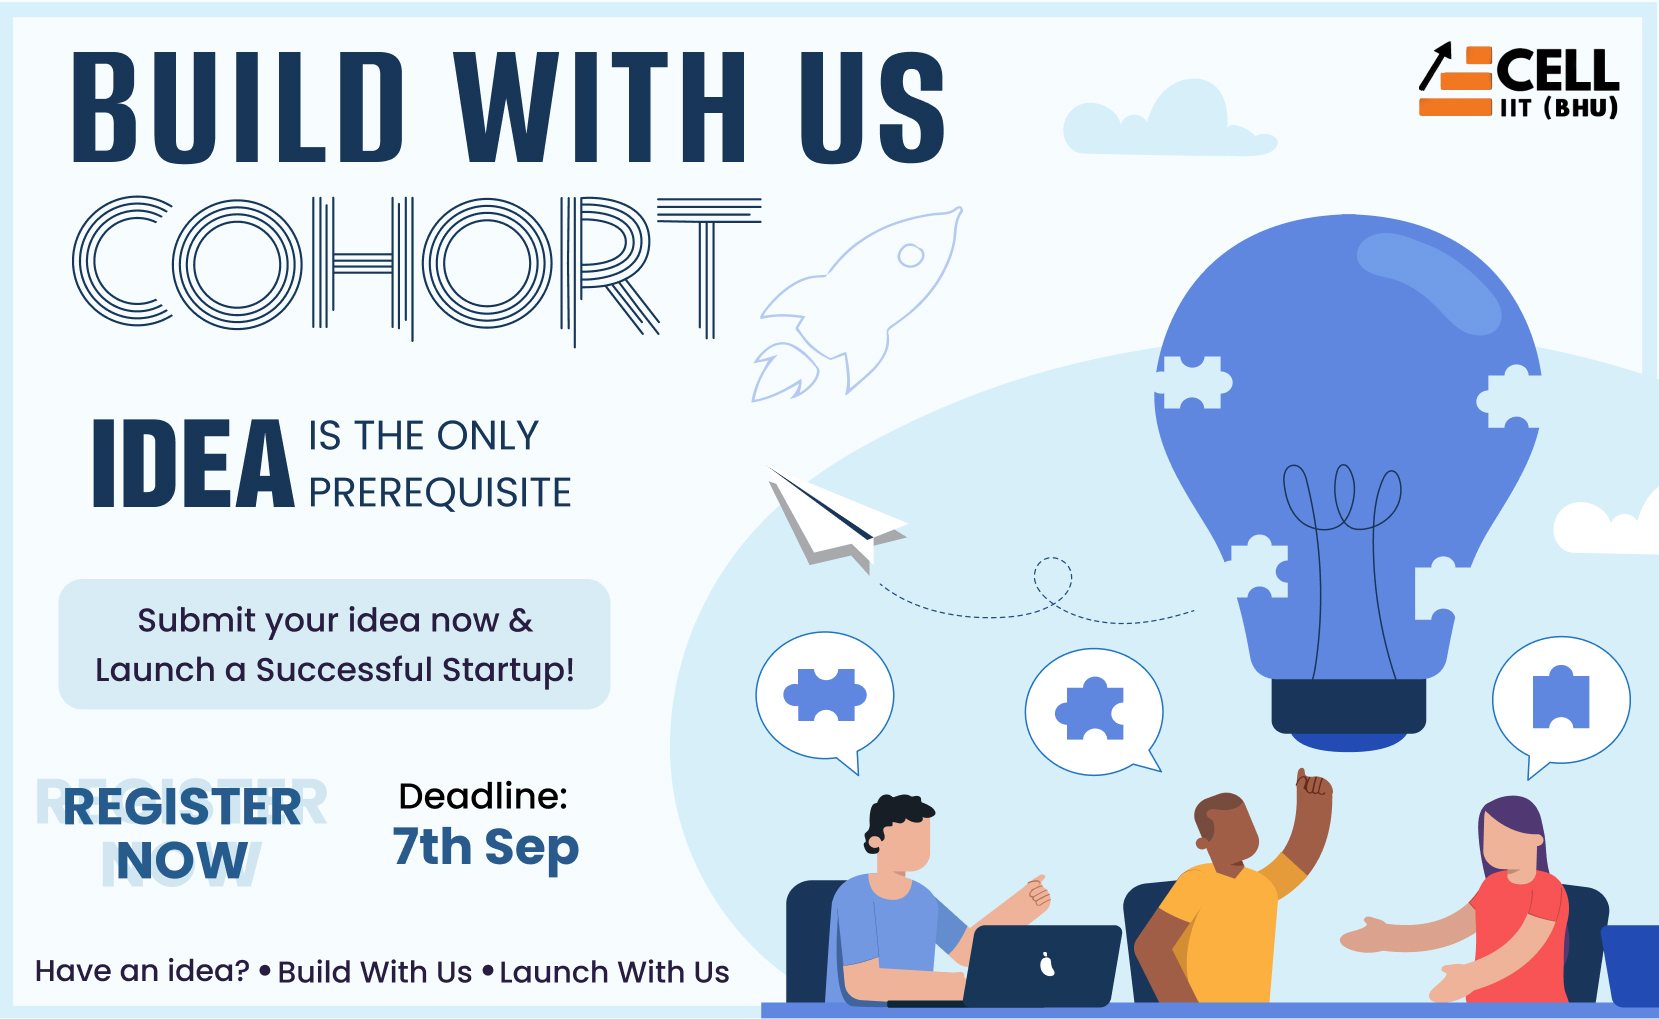 BUILD WITH US
COHORT
CELL
IIT (BHU)
IDEA IS THE ONLY
PREREQUISITE
Submit your idea now &
Launch a Successful Startup!
REGISTER
NOW
Deadline:
7th Sep
Have an idea? • Build With Us • Launch With Us